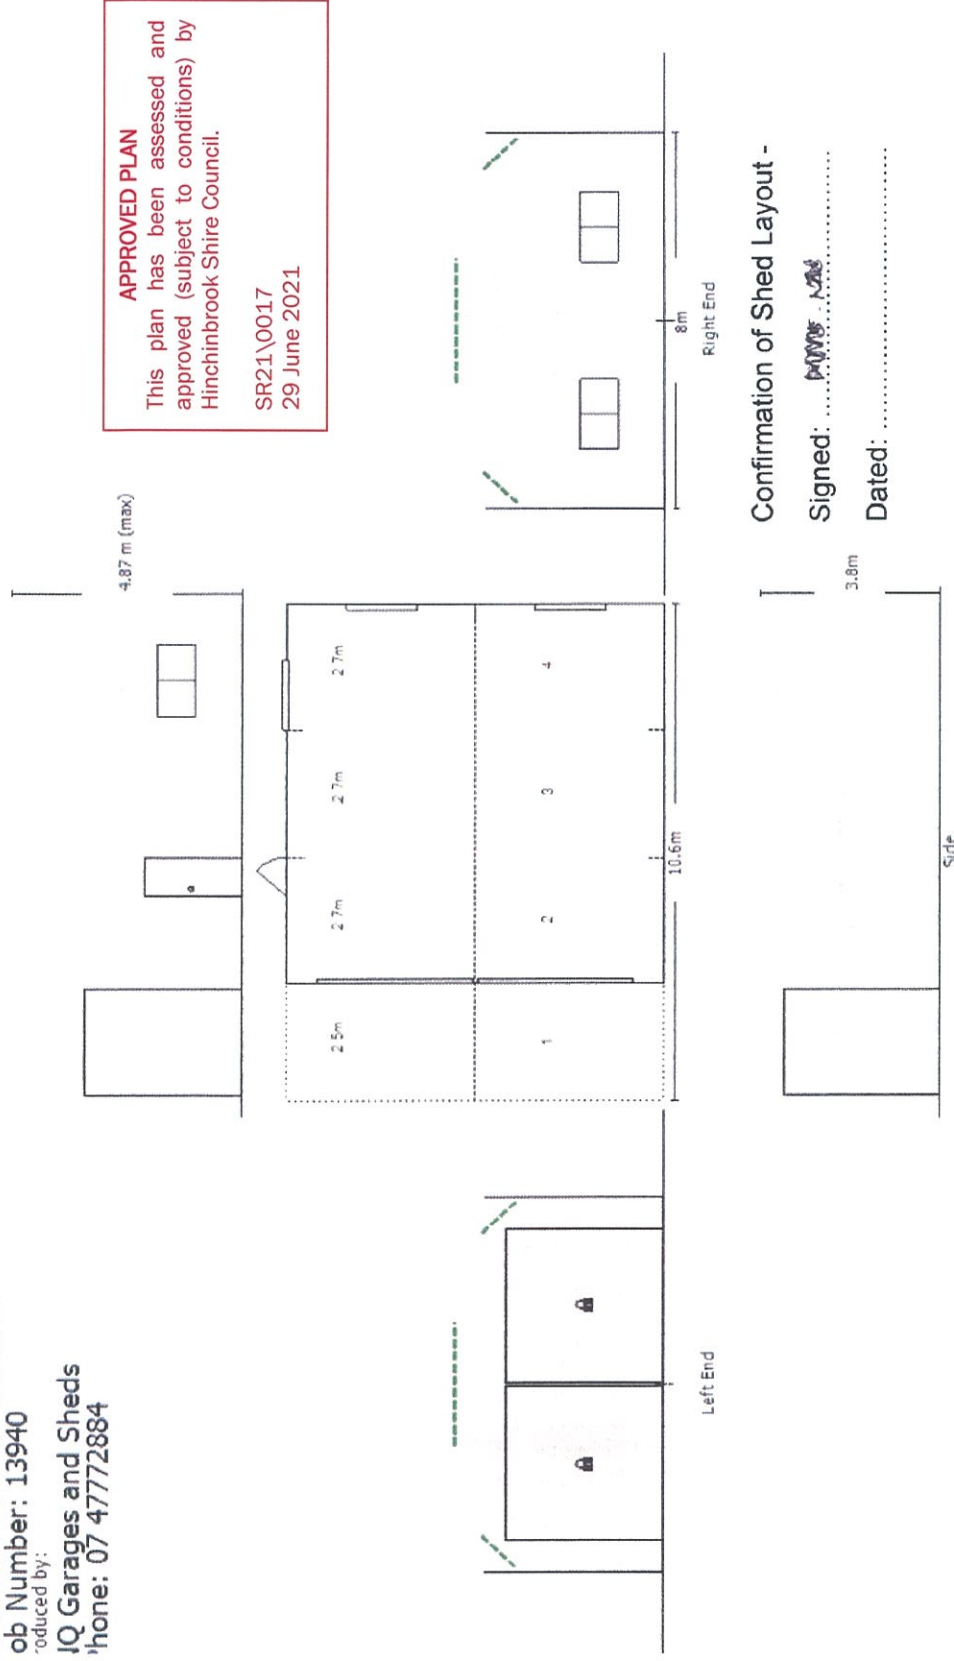 ob Number: 13940
roduced by:
IQ Garages and Sheds
hone: 07 47772884
APPROVED PLAN
This plan has been assessed and
approved (subject to conditions) by
Hinchinbrook Shire Council.
SR21\0017
29 June 2021
4.87 m (max)
2 5m
2 7m
2 7m
2 7m
1
2
3
4
10.6m
Left End
8m
Right End
3.8m
Side
Confirmation of Shed Layout -
Signed:
Dated: